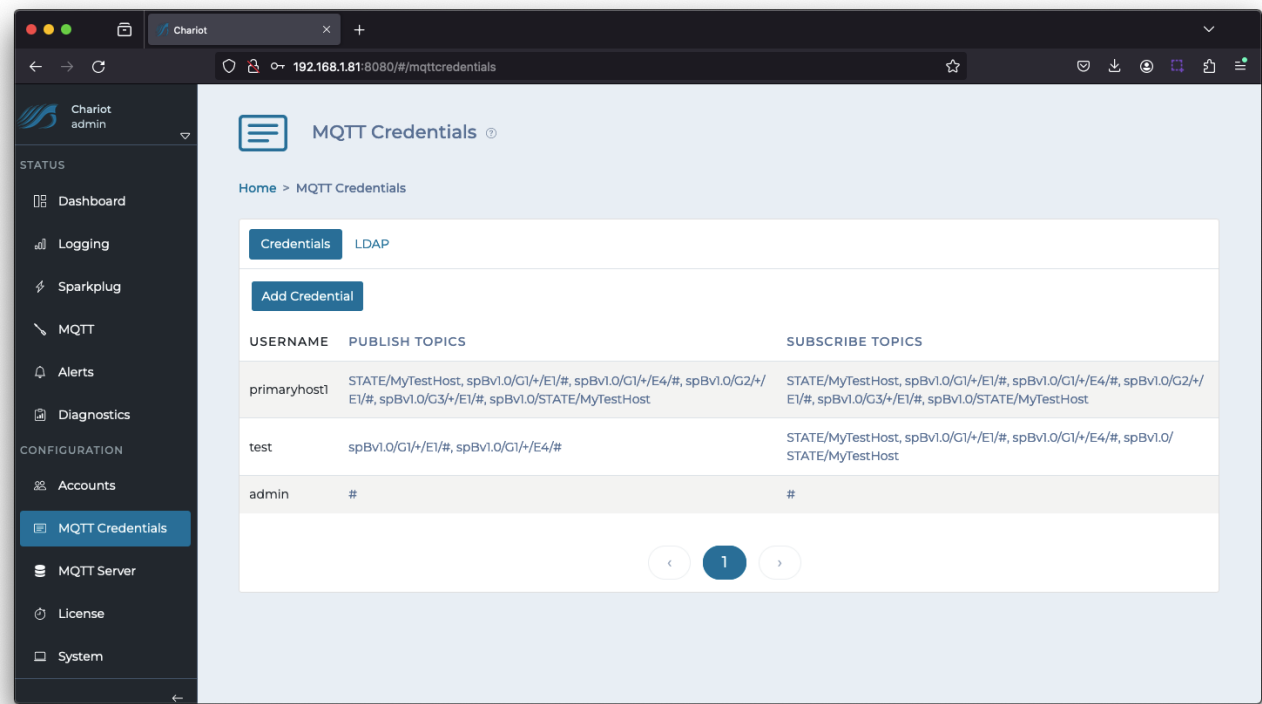 Chariot
192.168.1.81:8080/#/mqttcredentials
Chariot
admin
STATUS
Dashboard
Logging
Sparkplug
MQTT
Alerts
Diagnostics
CONFIGURATION
Accounts
MQTT Credentials
MQTT Server
License
System
MQTT Credentials
Home > MQTT Credentials
Credentials LDAP
Add Credential
USERNAME PUBLISH TOPICS SUBSCRIBE TOPICS
primaryhost1
STATE/MyTestHost, spBv1.0/G1/+/E1/#, spBv1.0/G1/+/E4/#, spBv1.0/G2/+/
E1/#, spBv1.0/G3/+/E1/#, spBv1.0/STATE/MyTestHost
STATE/MyTestHost, spBv1.0/G1/+/E1/#, spBv1.0/G1/+/E4/#, spBv1.0/G2/+/
E1/#, spBv1.0/G3/+/E1/#, spBv1.0/STATE/MyTestHost
test
spBv1.0/G1/+/E1/#, spBv1.0/G1/+/E4/#
STATE/MyTestHost, spBv1.0/G1/+/E1/#, spBv1.0/G1/+/E4/#, spBv1.0/
STATE/MyTestHost
admin # #
‹ 1 ›